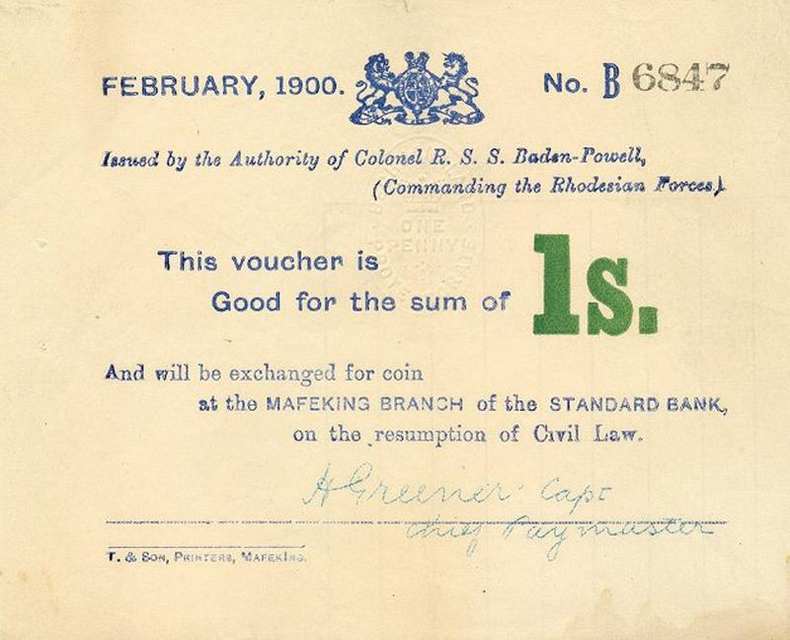 FEBRUARY, 1900. No. B 6847
Issued by the Authority of Colonel R. S. S. Baden-Powell,
(Commanding the Rhodesian Forces)
ONE
PENNY
This voucher is
Good for the sum of 1s.
And will be exchanged for coin
at the MAFEKING BRANCH of the STANDARD BANK,
on the resumption of Civil Law.
H Greener Capt
Chief Paymaster
T. & SON, PRINTERS, MAFEKING.